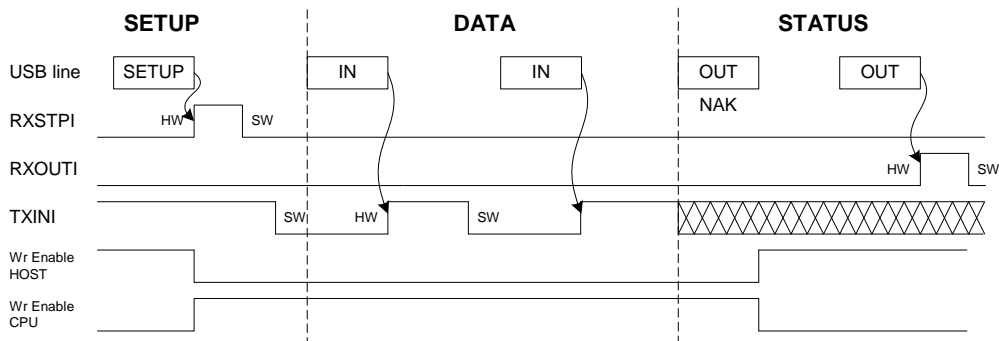 SETUP DATA STATUS
USB line SETUP IN IN OUT OUT
NAK
RXSTPI HW SW
RXOUTI HW SW
TXINI SW HW SW
Wr Enable
HOST
Wr Enable
CPU